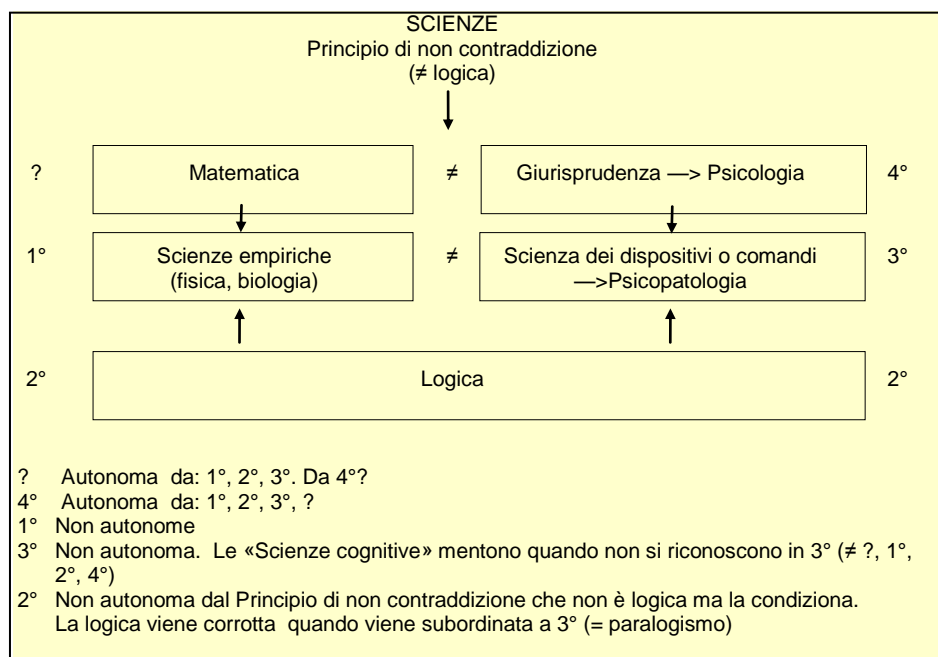 SCIENZE
Principio di non contraddizione
(≠ logica)
? Matematica ≠ Giurisprudenza —> Psicologia 4°
1° Scienze empiriche ≠ Scienza dei dispositivi o comandi 3°
(fisica, biologia) —>Psicopatologia
2° Logica 2°
? Autonoma da: 1°, 2°, 3°. Da 4°?
4° Autonoma da: 1°, 2°, 3°, ?
1° Non autonome
3° Non autonoma. Le «Scienze cognitive» mentono quando non si riconoscono in 3° (≠ ?, 1°,
2°, 4°)
2° Non autonoma dal Principio di non contraddizione che non è logica ma la condiziona.
La logica viene corrotta quando viene subordinata a 3° (= paralogismo)